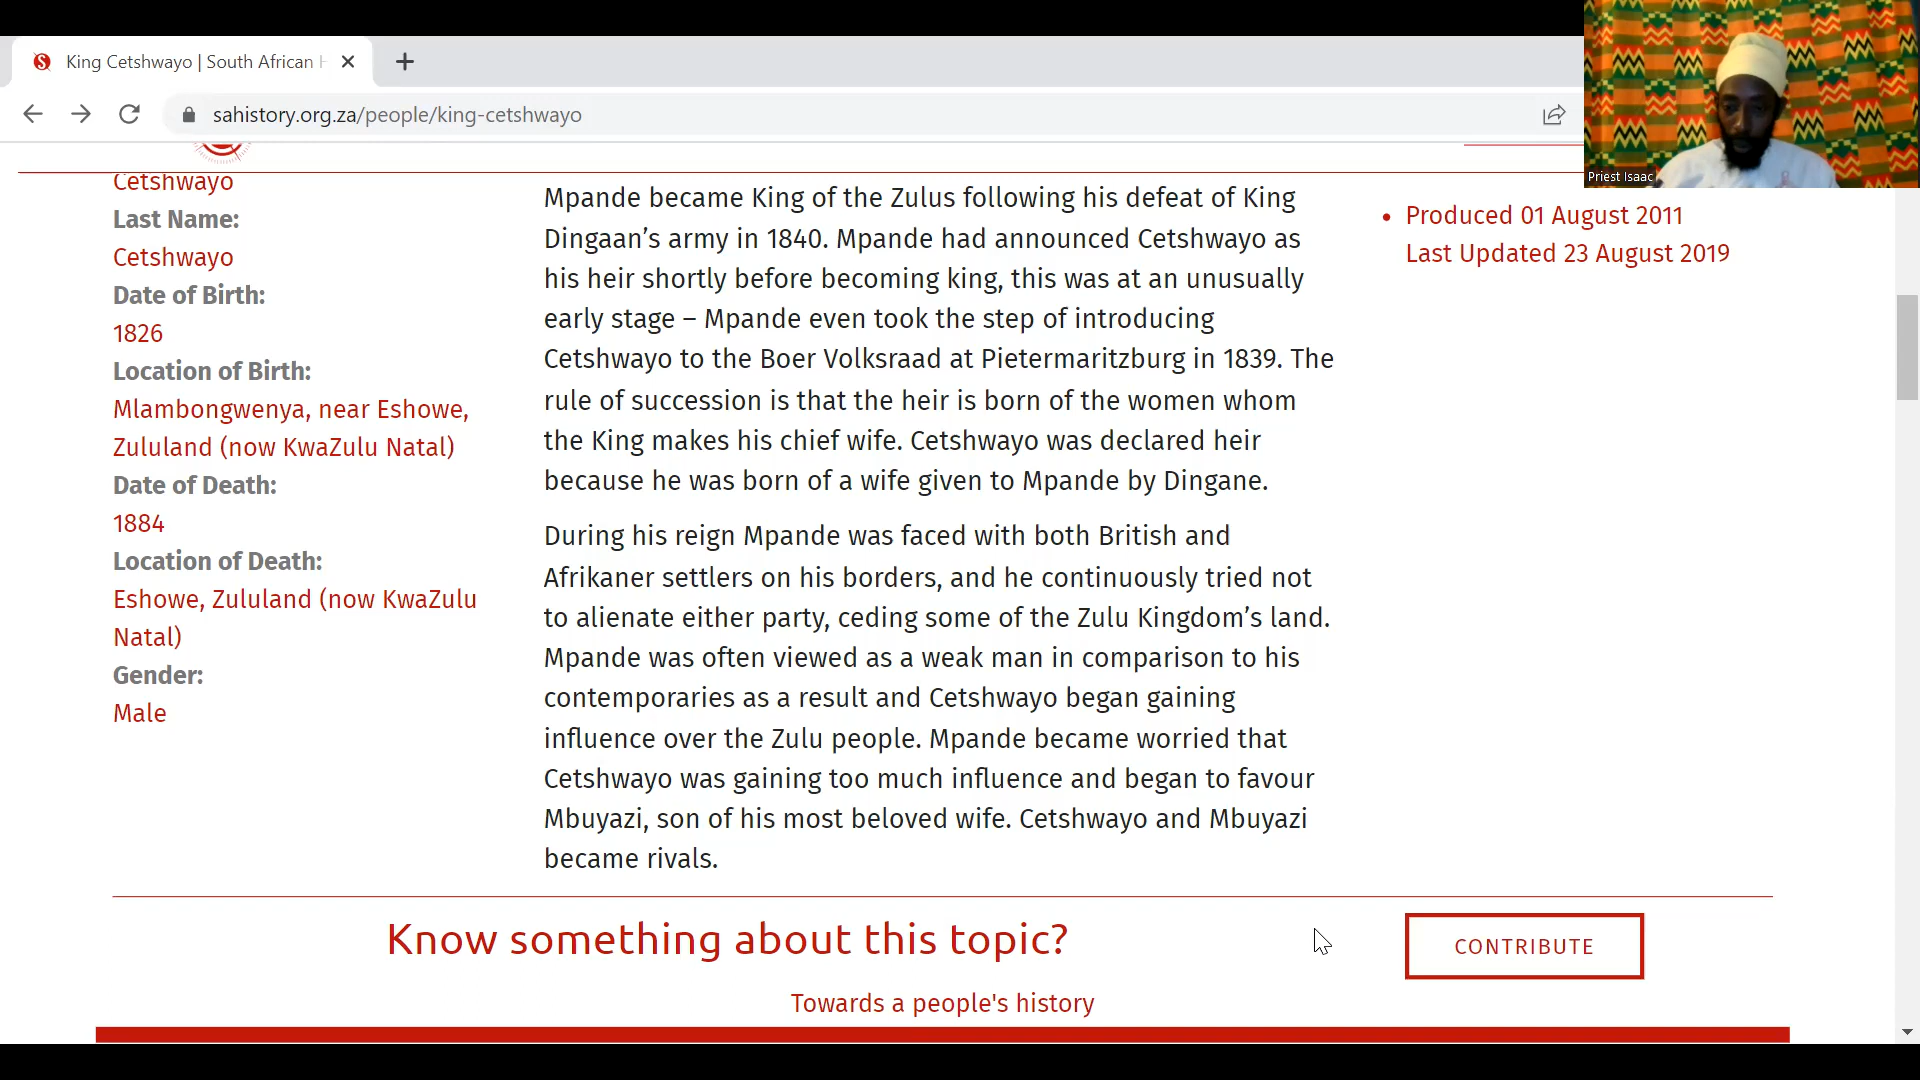 King Cetshwayo | South African
sahistory.org.za/people/king-cetshwayo
Priest Isaac
Cetshwayo
Last Name:
Cetshwayo
Date of Birth:
1826
Location of Birth:
Mlambongwenya, near Eshowe,
Zululand (now KwaZulu Natal)
Date of Death:
1884
Location of Death:
Eshowe, Zululand (now KwaZulu
Natal)
Gender:
Male
Mpande became King of the Zulus following his defeat of King
Dingaan’s army in 1840. Mpande had announced Cetshwayo as
his heir shortly before becoming king, this was at an unusually
early stage – Mpande even took the step of introducing
Cetshwayo to the Boer Volksraad at Pietermaritzburg in 1839. The
rule of succession is that the heir is born of the women whom
the King makes his chief wife. Cetshwayo was declared heir
because he was born of a wife given to Mpande by Dingane.
During his reign Mpande was faced with both British and
Afrikaner settlers on his borders, and he continuously tried not
to alienate either party, ceding some of the Zulu Kingdom’s land.
Mpande was often viewed as a weak man in comparison to his
contemporaries as a result and Cetshwayo began gaining
influence over the Zulu people. Mpande became worried that
Cetshwayo was gaining too much influence and began to favour
Mbuyazi, son of his most beloved wife. Cetshwayo and Mbuyazi
became rivals.
Produced 01 August 2011
Last Updated 23 August 2019
Know something about this topic?
CONTRIBUTE
Towards a people's history